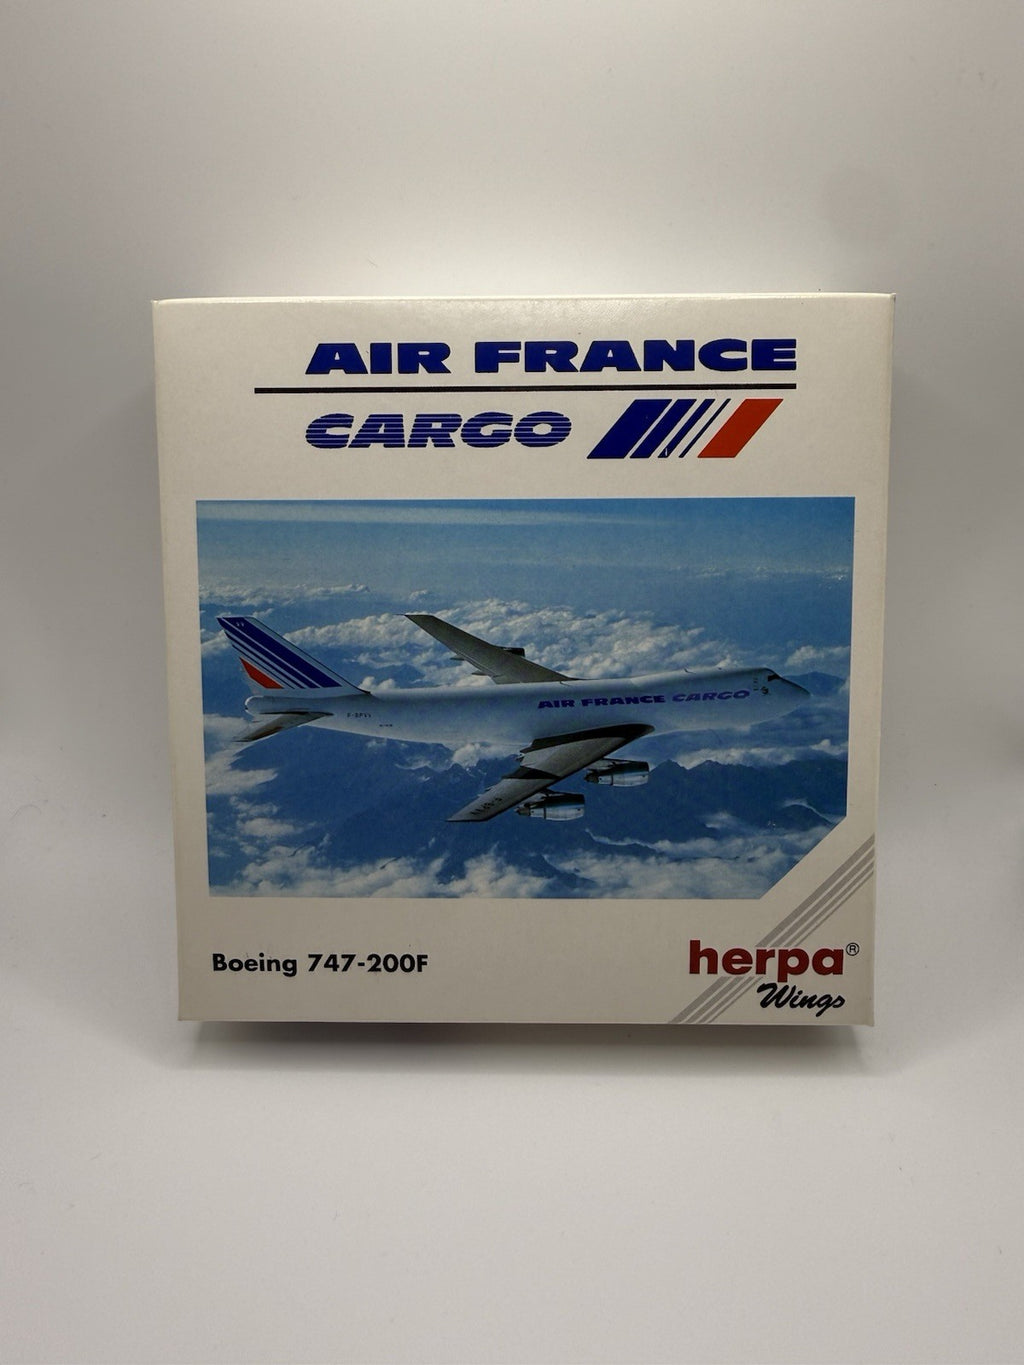 AIR FRANCE
CARGO
AIR FRANCE CARGO
Boeing 747-200F
herpa®
Wings